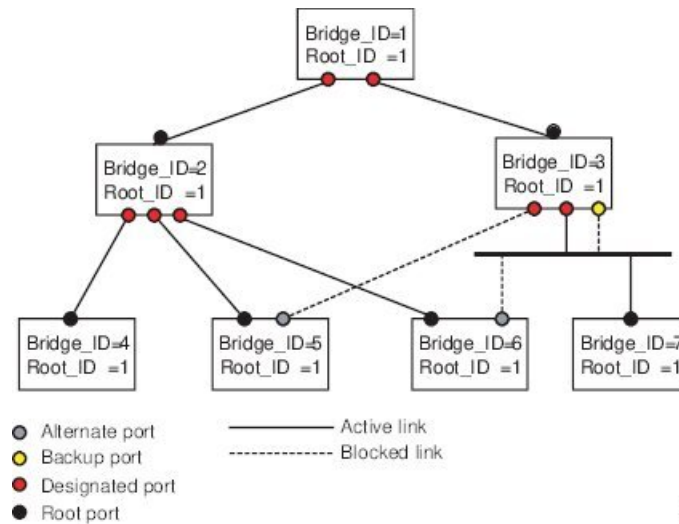 Bridge_ID=1
Root_ID =1
Bridge_ID=2
Root_ID =1
Bridge_ID=3
Root_ID =1
Bridge_ID=4
Root_ID =1
Bridge_ID=5
Root_ID =1
Bridge_ID=6
Root_ID =1
Bridge_ID=7
Root_ID =1
Alternate port
Backup port
Designated port
Root port
Active link
Blocked link